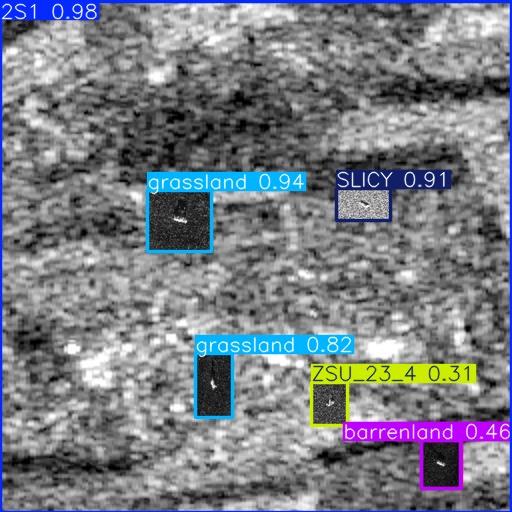 2S1 0.98
grassland 0.94
SLICY 0.91
grassland 0.82
ZSU_23_4 0.31
barrenland 0.46